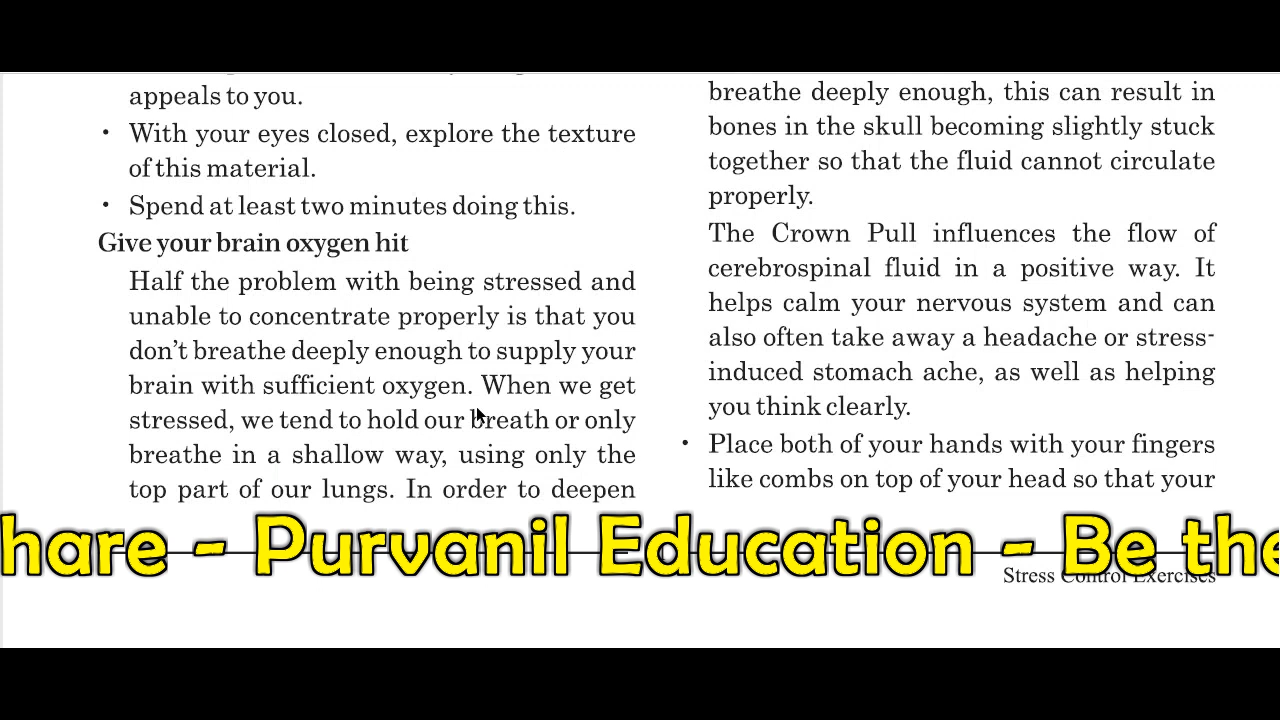 appeals to you.
• With your eyes closed, explore the texture
of this material.
• Spend at least two minutes doing this.
Give your brain oxygen hit
Half the problem with being stressed and
unable to concentrate properly is that you
don't breathe deeply enough to supply your
brain with sufficient oxygen. When we get
stressed, we tend to hold our breath or only
breathe in a shallow way, using only the
top part of our lungs. In order to deepen
breathe deeply enough, this can result in
bones in the skull becoming slightly stuck
together so that the fluid cannot circulate
properly.
The Crown Pull influences the flow of
cerebrospinal fluid in a positive way. It
helps calm your nervous system and can
also often take away a headache or stress-
induced stomach ache, as well as helping
you think clearly.
• Place both of your hands with your fingers
like combs on top of your head so that your
hare - Purvanil Education - Be the
Stress Control Exercises